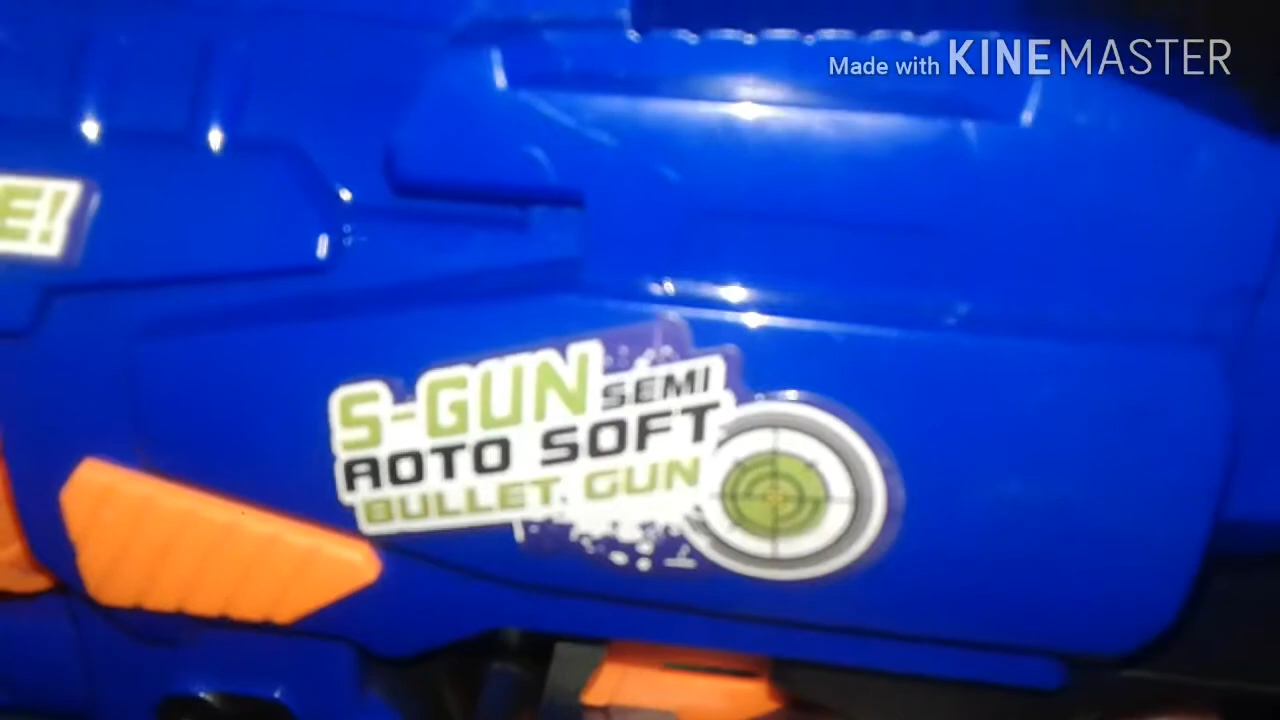 Made with KINEMASTER
E!
S-GUN SEMI
AOTO SOFT
BULLET GUN